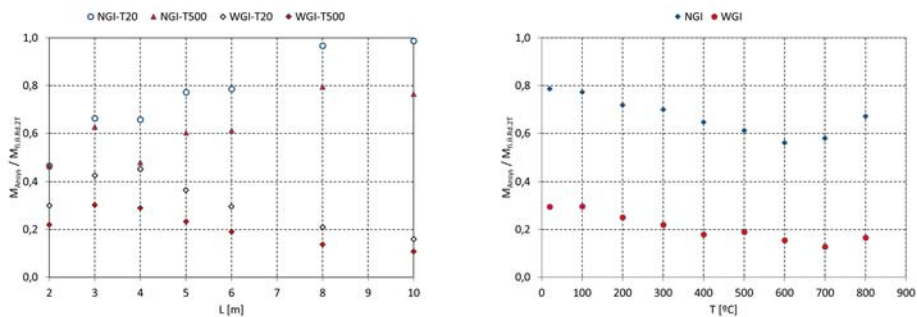 NGI-T20 NGI-T500 WGI-T20 WGI-T500
1,0
0,8
0,6
0,4
0,2
0,0
M_Ansys / M_fi,θ,Rd,2T
2 3 4 5 6 7 8 9 10
L [m]
NGI WGI
1,0
0,8
0,6
0,4
0,2
0,0
M_Ansys / M_fi,θ,Rd,2T
0 100 200 300 400 500 600 700 800 900
T [ºC]